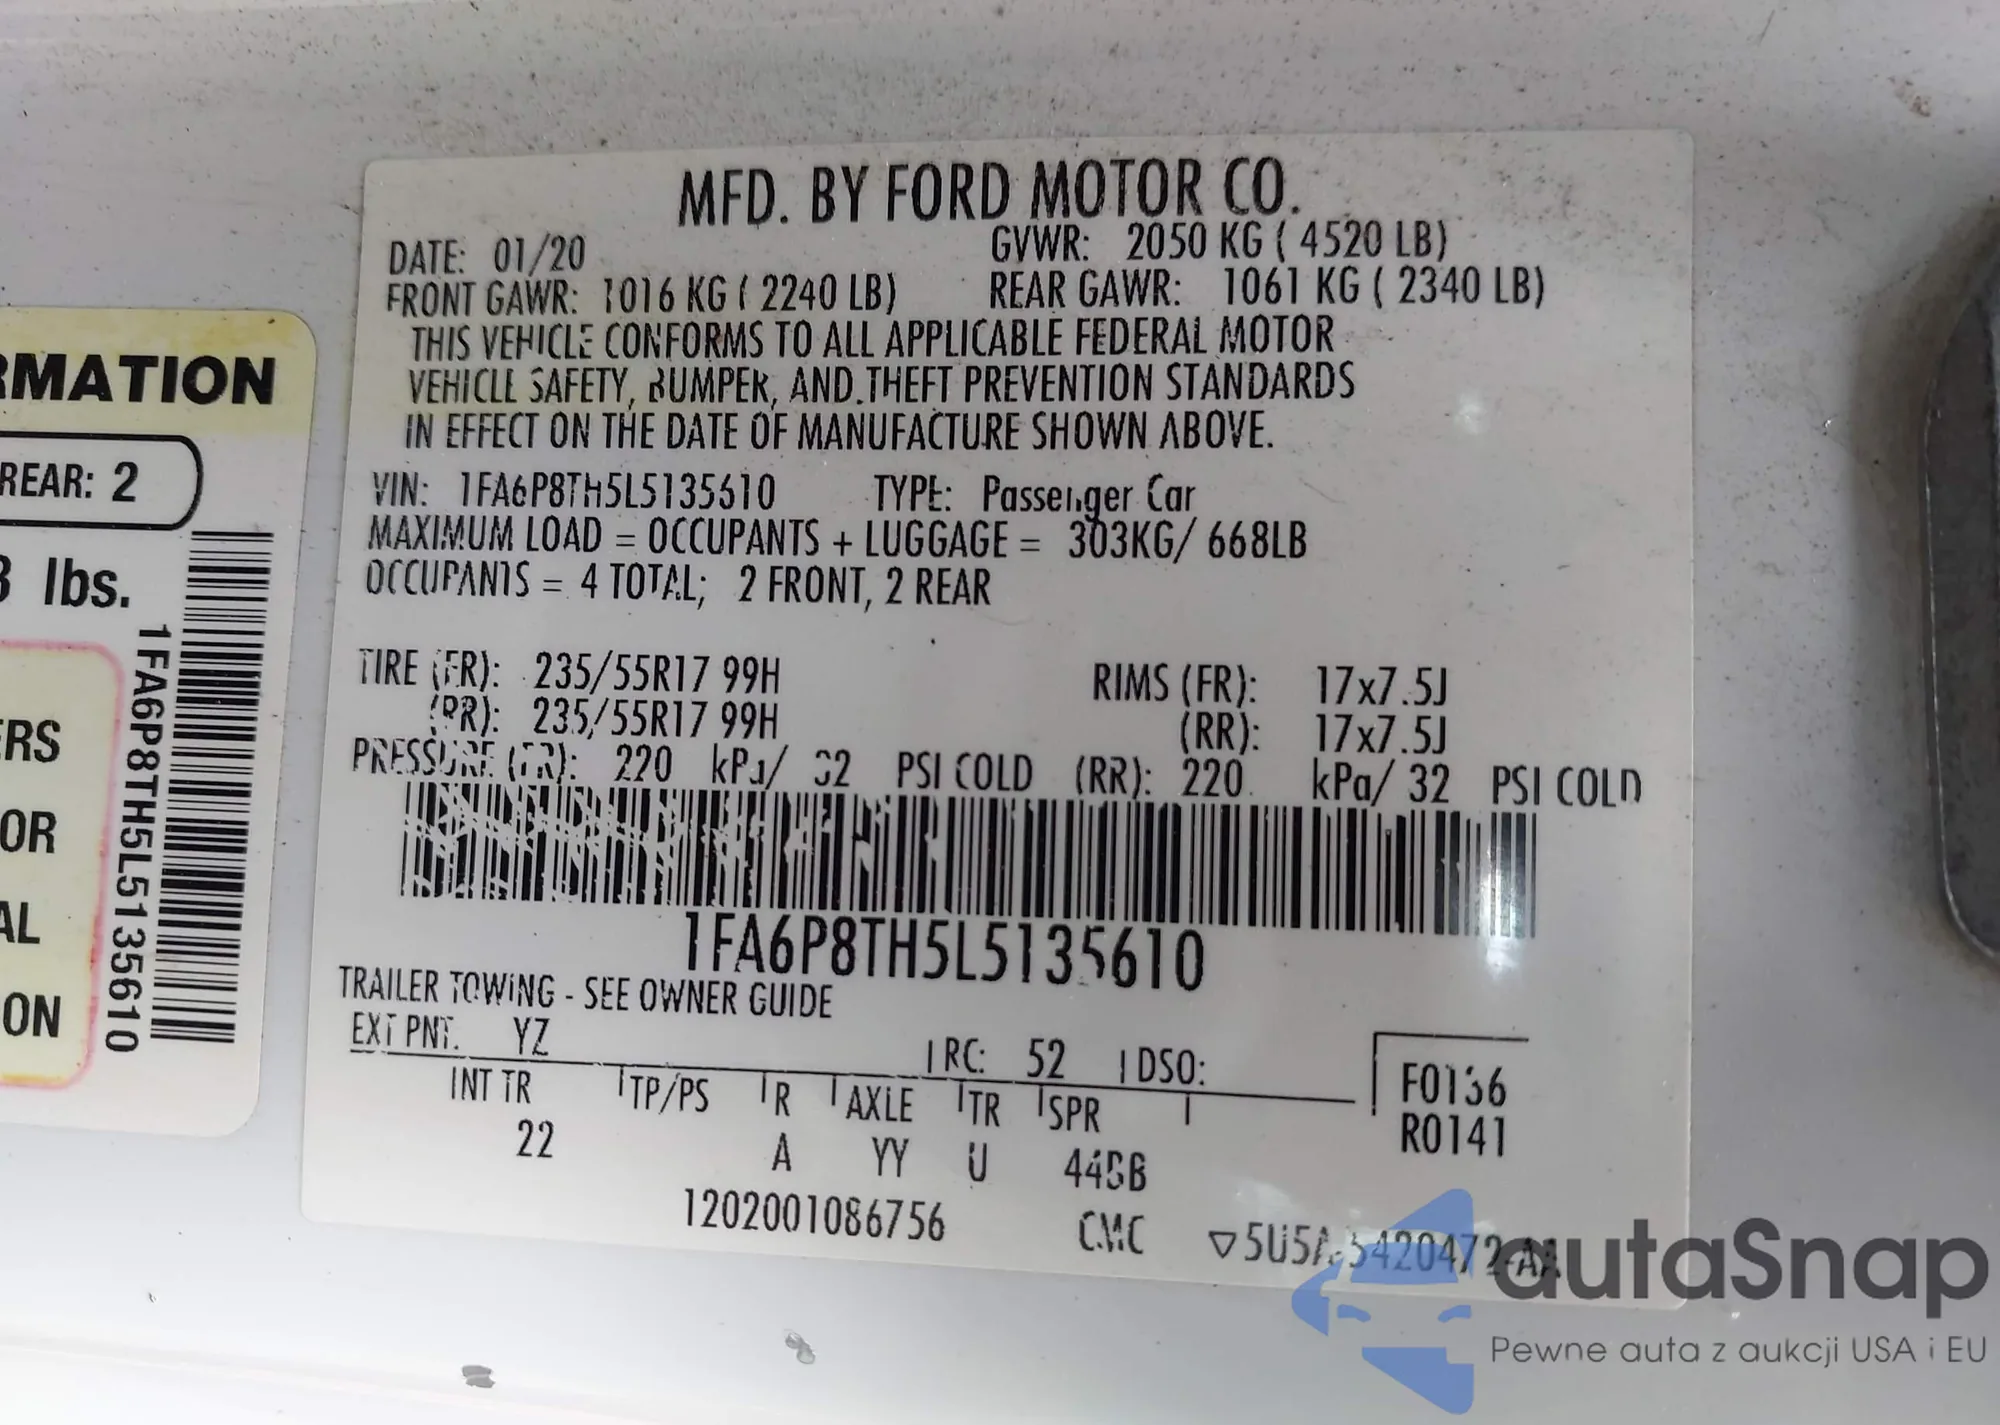 RMATION
REAR: 2
lbs.
ERS
OR
AL
ON
1FA6P8TH5L5135610
MFD. BY FORD MOTOR CO.
DATE: 01/20 GVWR: 2050 KG ( 4520 LB)
FRONT GAWR: 1016 KG ( 2240 LB) REAR GAWR: 1061 KG ( 2340 LB)
THIS VEHICLE CONFORMS TO ALL APPLICABLE FEDERAL MOTOR
VEHICLE SAFETY, BUMPER, AND THEFT PREVENTION STANDARDS
IN EFFECT ON THE DATE OF MANUFACTURE SHOWN ABOVE.
VIN: 1FA6P8TH5L5135610 TYPE: Passenger Car
MAXIMUM LOAD = OCCUPANTS + LUGGAGE = 303KG/ 668LB
OCCUPANTS = 4 TOTAL; 2 FRONT, 2 REAR
TIRE (FR): 235/55R17 99H RIMS (FR): 17x7.5J
(RR): 235/55R17 99H (RR): 17x7.5J
PRESSURE (FR): 220 kPa/ 32 PSI COLD (RR): 220 kPa/ 32 PSI COLD
1FA6P8TH5L5135610
TRAILER TOWING - SEE OWNER GUIDE
EXT PNT: YZ RC: 52 DSO:
INT TR TP/PS R AXLE TR SPR
22 A YY U
F0136
R0141
1202001086756 CMC
autaSnap
Pewne auta z aukcji USA i EU